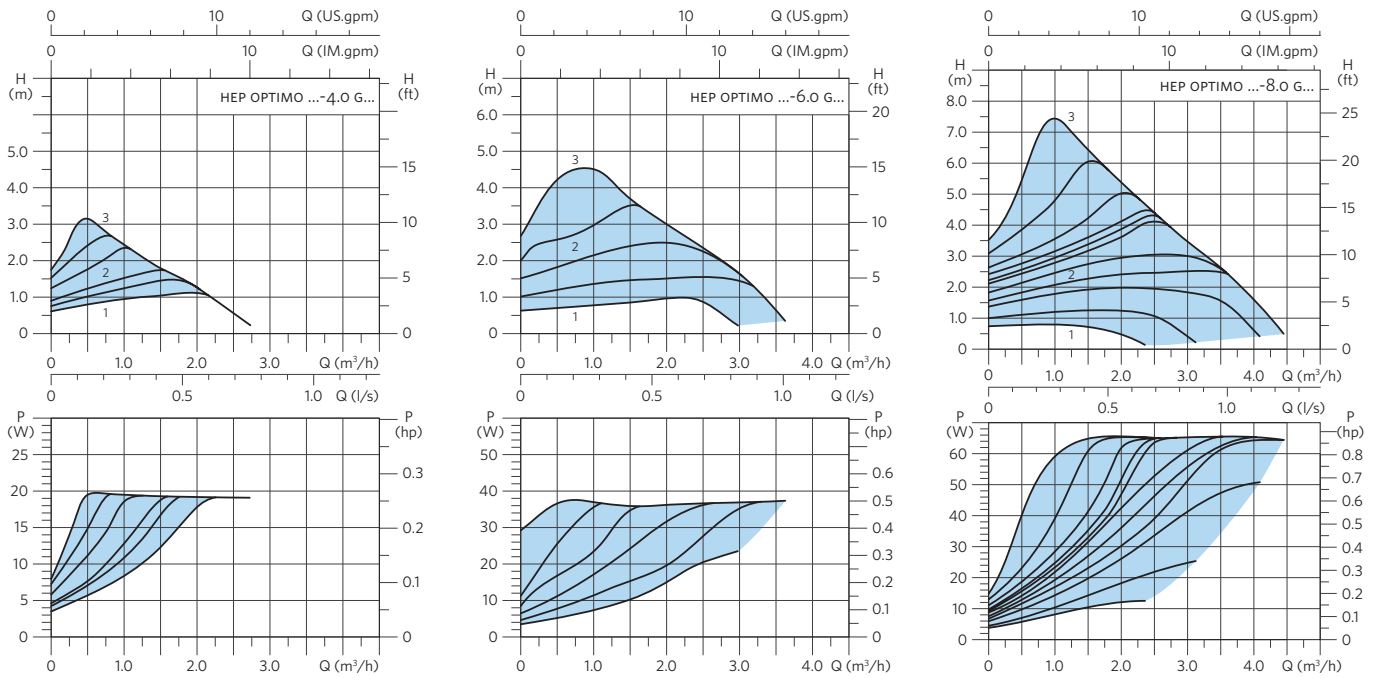 0 10 Q (US.gpm)
0 10 Q (IM.gpm)
H (m) H (ft)
HEP OPTIMO ...-4.0 G...
5.0 15
4.0
3.0 3 10
2.0 2 5
1.0 1
0 0
0 1.0 2.0 3.0 Q (m³/h)
0 0.5 1.0 Q (l/s)
P (W) P (hp)
25
20 0.3
15 0.2
10 0.1
5
0 0
0 1.0 2.0 3.0 Q (m³/h)
0 10 Q (US.gpm)
0 10 Q (IM.gpm)
H (m) H (ft)
HEP OPTIMO ...-6.0 G...
6.0 20
5.0 15
4.0 3
3.0 10
2.0 2 5
1.0 1
0 0
0 1.0 2.0 3.0 4.0 Q (m³/h)
0 0.5 1.0 Q (l/s)
P (W) P (hp)
50 0.6
40 0.5
30 0.4
20 0.3
10 0.2
0.1
0 0
0 1.0 2.0 3.0 4.0 Q (m³/h)
0 10 Q (US.gpm)
0 10 Q (IM.gpm)
H (m) H (ft)
HEP OPTIMO ...-8.0 G...
8.0 25
7.0 3
6.0 20
5.0 15
4.0
3.0 10
2.0 2 5
1.0 1
0 0
0 1.0 2.0 3.0 4.0 Q (m³/h)
0 0.5 1.0 Q (l/s)
P (W) P (hp)
60 0.8
50 0.7
40 0.6
0.5
30 0.4
20 0.3
0.2
10 0.1
0 0
0 1.0 2.0 3.0 4.0 Q (m³/h)